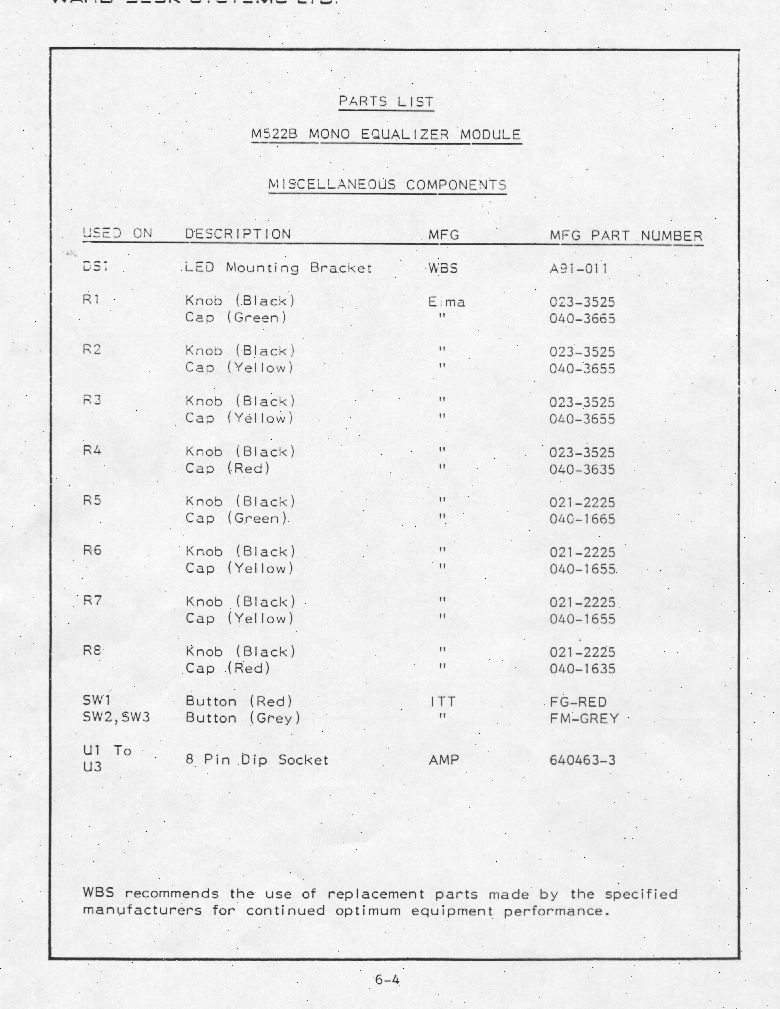 PARTS LIST
M522B MONO EQUALIZER MODULE
MISCELLANEOUS COMPONENTS
USED ON DESCRIPTION MFG MFG PART NUMBER
DS1 LED Mounting Bracket WBS A91-011
R1 Knob (Black) Elma 023-3525
Cap (Green) " 040-3665
R2 Knob (Black) " 023-3525
Cap (Yellow) " 040-3655
R3 Knob (Black) " 023-3525
Cap (Yellow) " 040-3655
R4 Knob (Black) " 023-3525
Cap (Red) " 040-3635
R5 Knob (Black) " 021-2225
Cap (Green) " 040-1665
R6 Knob (Black) " 021-2225
Cap (Yellow) " 040-1655
R7 Knob (Black) " 021-2225
Cap (Yellow) " 040-1655
R8 Knob (Black) " 021-2225
Cap (Red) " 040-1635
SW1 Button (Red) ITT FG-RED
SW2,SW3 Button (Grey) " FM-GREY
U1 To
U3 8 Pin Dip Socket AMP 640463-3
WBS recommends the use of replacement parts made by the specified
manufacturers for continued optimum equipment performance.
6-4